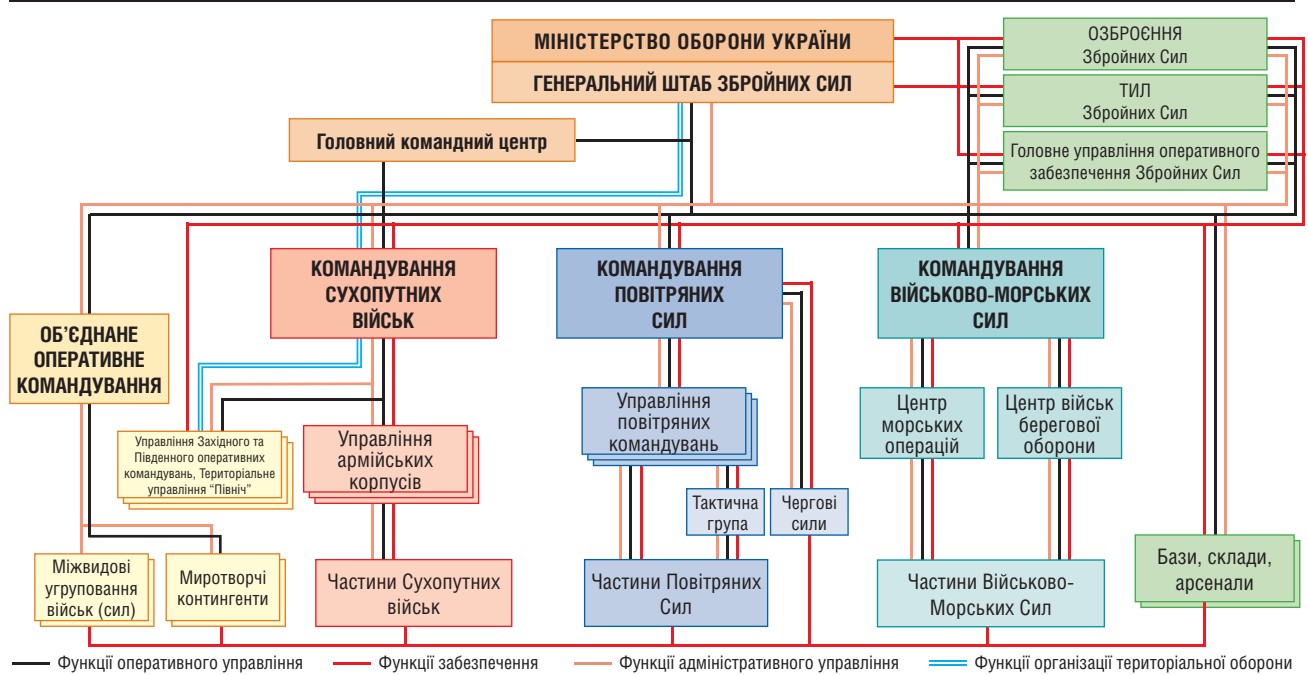 МІНІСТЕРСТВО ОБОРОНИ УКРАЇНИ
ГЕНЕРАЛЬНИЙ ШТАБ ЗБРОЙНИХ СИЛ
ОЗБРОЄННЯ
Збройних Сил
ТИЛ
Збройних Сил
Головне управління оперативного
забезпечення Збройних Сил
Головний командний центр
КОМАНДУВАННЯ
СУХОПУТНИХ
ВІЙСЬК
КОМАНДУВАННЯ
ПОВІТРЯНИХ
СИЛ
КОМАНДУВАННЯ
ВІЙСЬКОВО-МОРСЬКИХ
СИЛ
ОБ’ЄДНАНЕ
ОПЕРАТИВНЕ
КОМАНДУВАННЯ
Управління Західного та
Південного оперативних
командувань, Територіальне
управління “Північ”
Управління
армійських
корпусів
Управління
повітряних
командувань
Тактична
група
Чергові
сили
Центр
морських
операцій
Центр військ
берегової
оборони
Міжвидові
угруповання
військ (сил)
Миротворчі
контингенти
Частини Сухопутних
військ
Частини Повітряних
Сил
Частини Військово-
Морських Сил
Бази, склади,
арсенали
Функції оперативного управління
Функції забезпечення
Функції адміністративного управління
Функції організації територіальної оборони